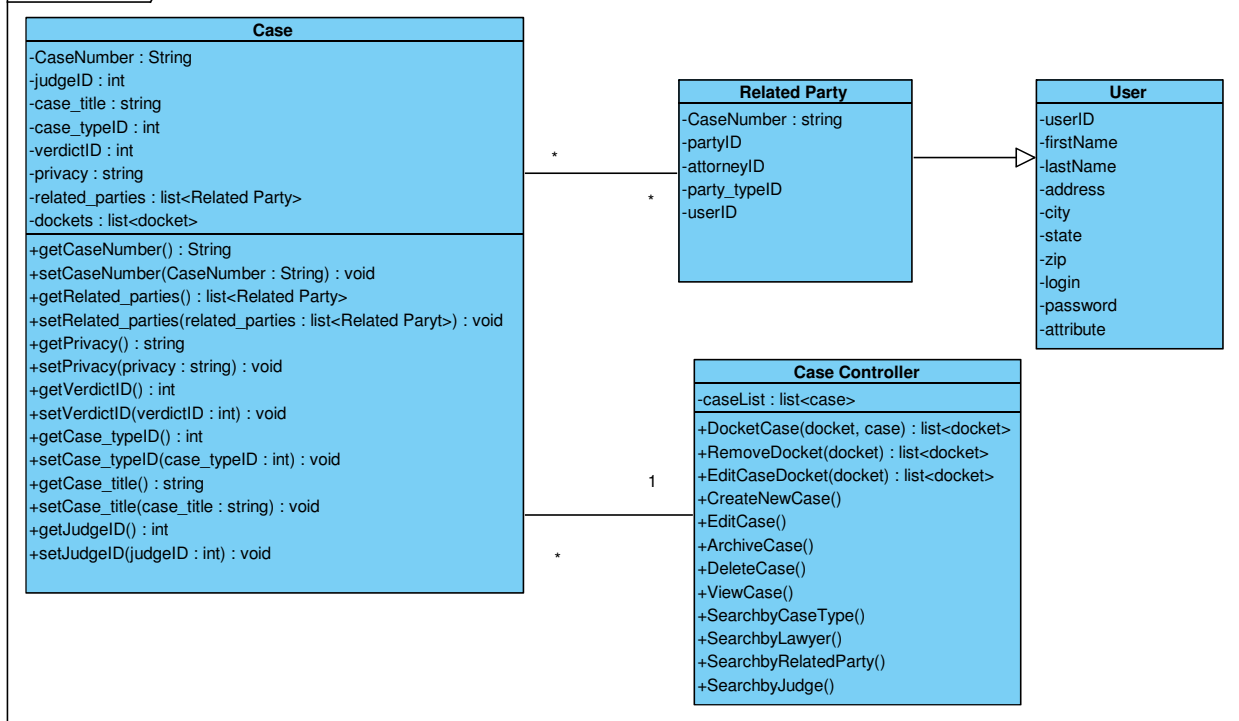 Case
-CaseNumber : String
-judgeID : int
-case_title : string
-case_typeID : int
-verdictID : int
-privacy : string
-related_parties : list<Related Party>
-dockets : list<docket>
+getCaseNumber() : String
+setCaseNumber(CaseNumber : String) : void
+getRelated_parties() : list<Related Party>
+setRelated_parties(related_parties : list<Related Paryt>) : void
+getPrivacy() : string
+setPrivacy(privacy : string) : void
+getVerdictID() : int
+setVerdictID(verdictID : int) : void
+getCase_typeID() : int
+setCase_typeID(case_typeID : int) : void
+getCase_title() : string
+setCase_title(case_title : string) : void
+getJudgeID() : int
+setJudgeID(judgeID : int) : void
*
*
Related Party
-CaseNumber : string
-partyID
-attorneyID
-party_typeID
-userID
User
-userID
-firstName
-lastName
-address
-city
-state
-zip
-login
-password
-attribute
1
*
Case Controller
-caseList : list<case>
+DocketCase(docket, case) : list<docket>
+RemoveDocket(docket) : list<docket>
+EditCaseDocket(docket) : list<docket>
+CreateNewCase()
+EditCase()
+ArchiveCase()
+DeleteCase()
+ViewCase()
+SearchbyCaseType()
+SearchbyLawyer()
+SearchbyRelatedParty()
+SearchbyJudge()